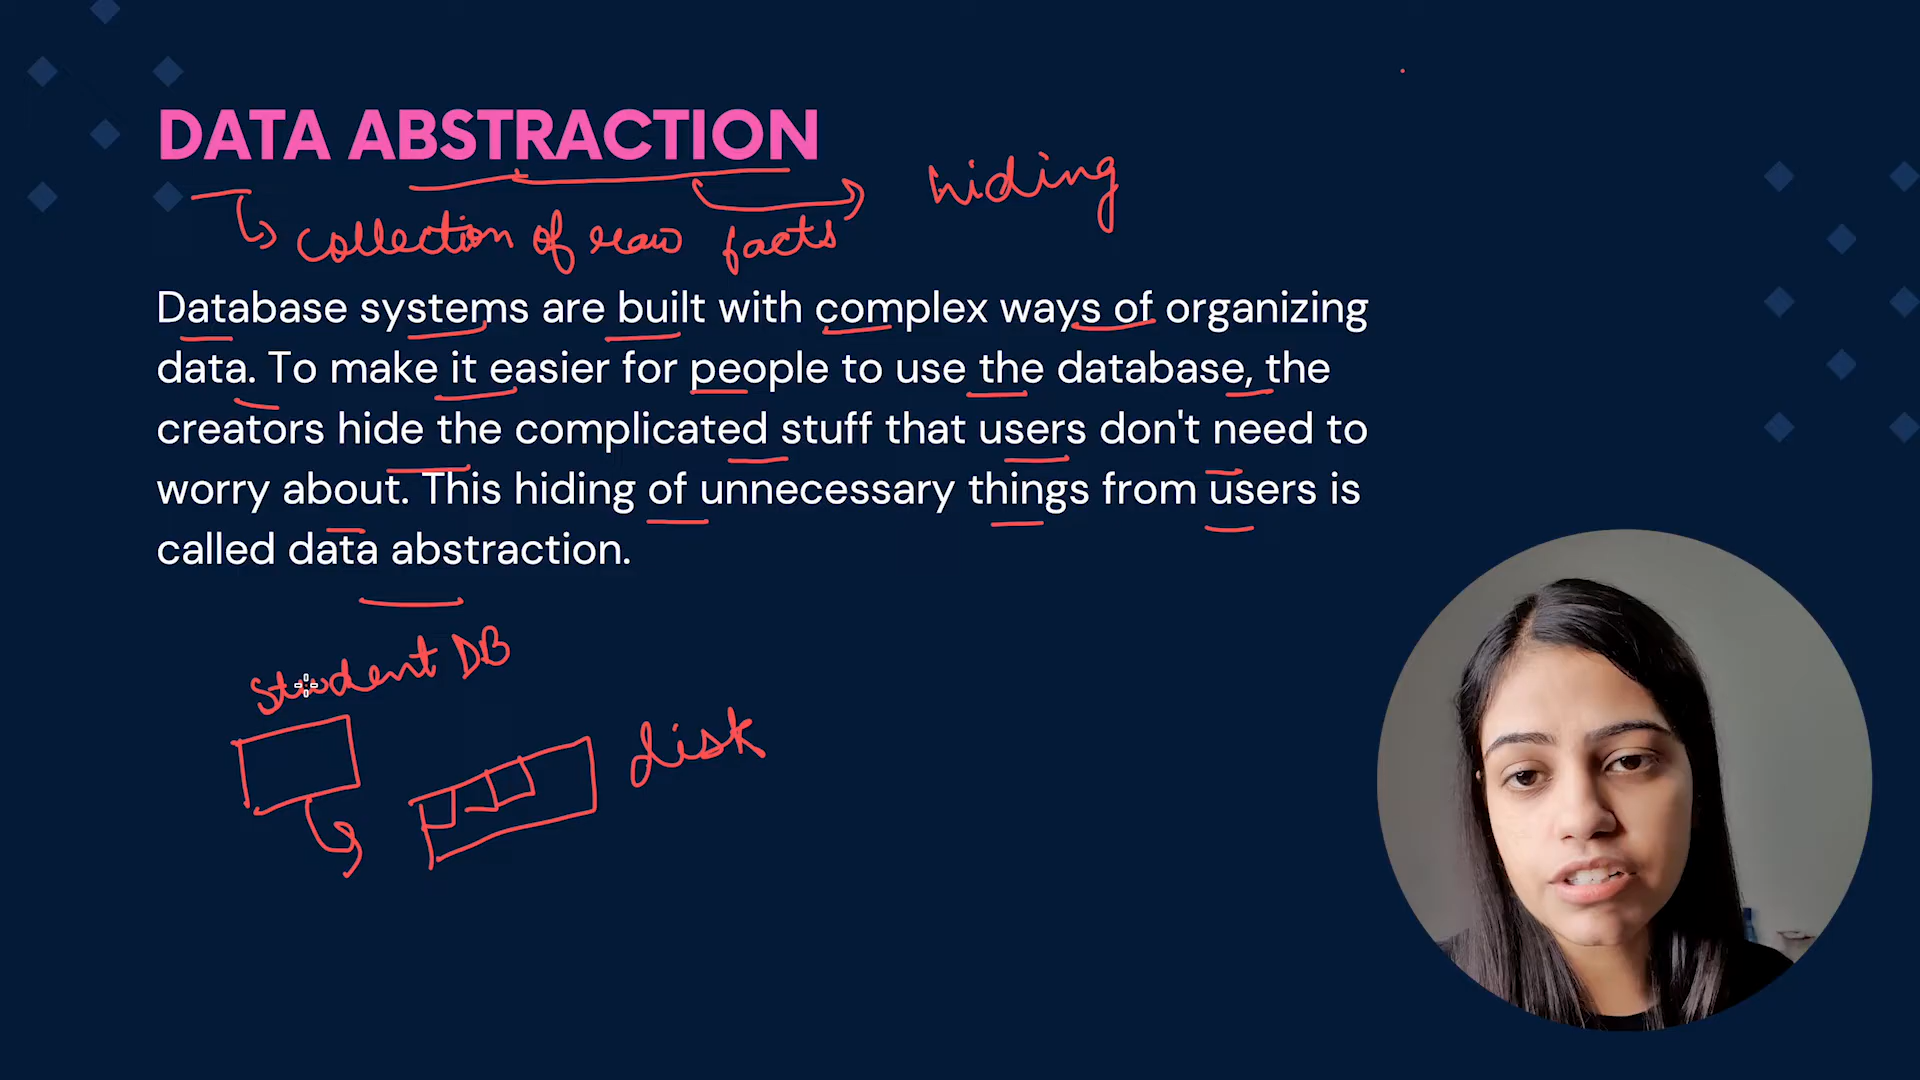 DATA ABSTRACTION
hiding
collection of raw facts
Database systems are built with complex ways of organizing
data. To make it easier for people to use the database, the
creators hide the complicated stuff that users don't need to
worry about. This hiding of unnecessary things from users is
called data abstraction.
Student DB
disk